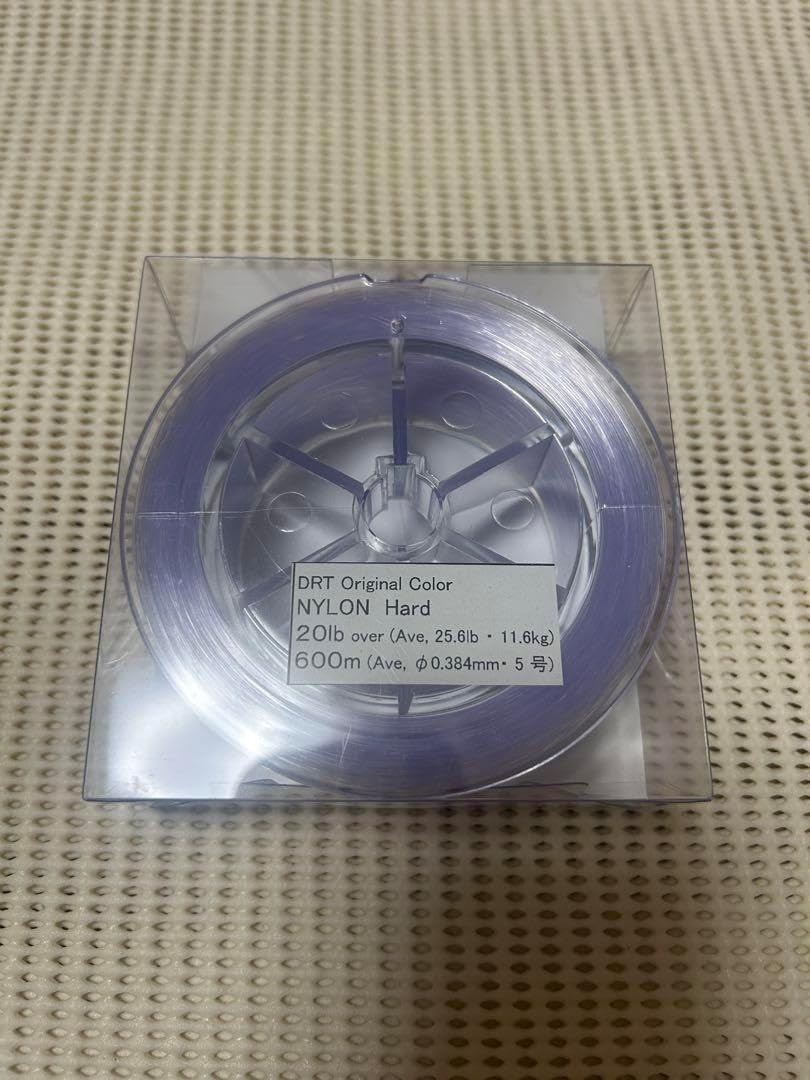 DRT Original Color
NYLON Hard
20lb over (Ave, 25.6lb・11.6kg)
600m (Ave, φ0.384mm・5号)